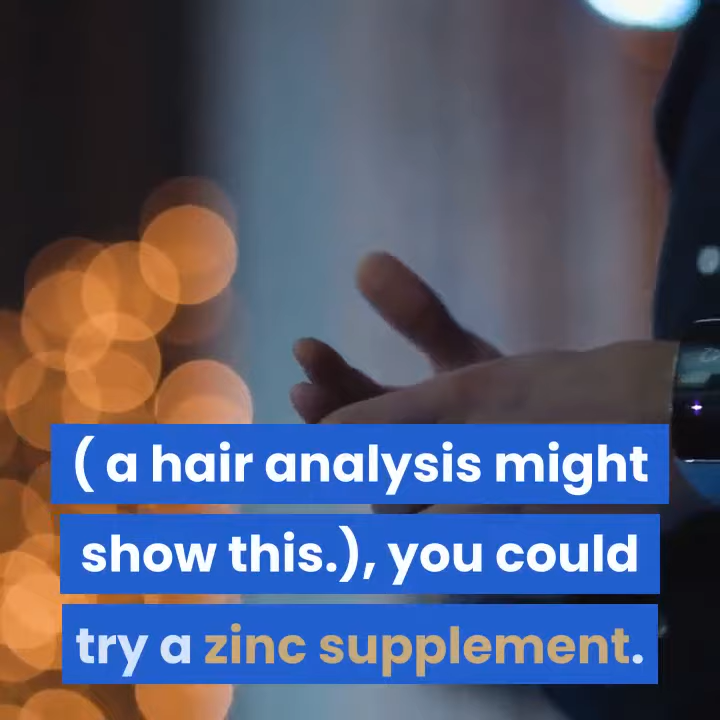 ( a hair analysis might
show this.), you could
try a zinc supplement.